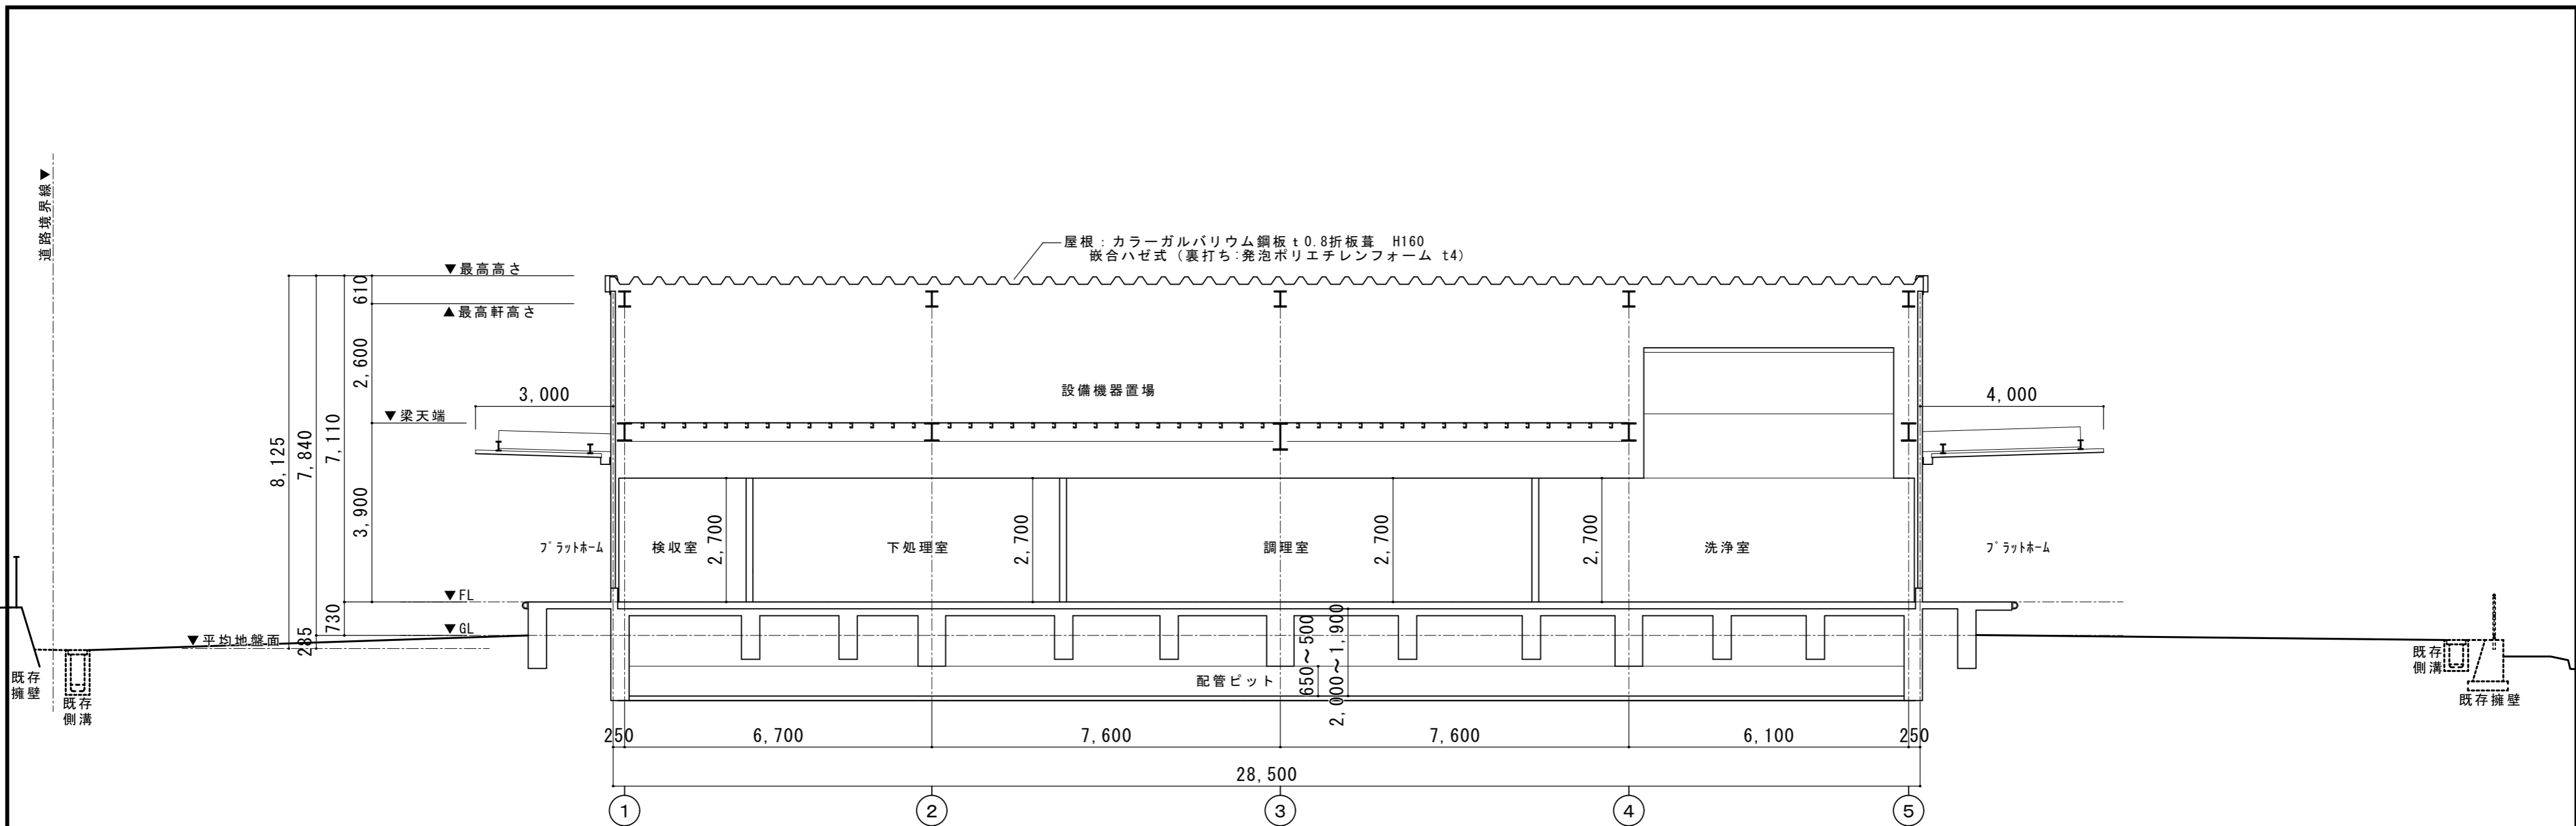 道路境界線▼
屋根：カラーガルバリウム鋼板ｔ0.8折板葺　H160
嵌合ハゼ式（裏打ち:発泡ポリエチレンフォーム t4）
▼最高高さ
610
▲最高軒高さ
2,600
設備機器置場
3,000
4,000
▼梁天端
8,125
7,840
7,110
3,900
ﾌﾟﾗｯﾄﾎｰﾑ
検収室
2,700
下処理室
2,700
調理室
2,700
2,700
洗浄室
ﾌﾟﾗｯﾄﾎｰﾑ
▼FL
730
▼GL
▼平均地盤面
285
650～500
2,000～1,900
配管ピット
既存
擁壁
既存
側溝
既存
側溝
既存擁壁
250
6,700
7,600
7,600
6,100
250
28,500
1
2
3
4
5